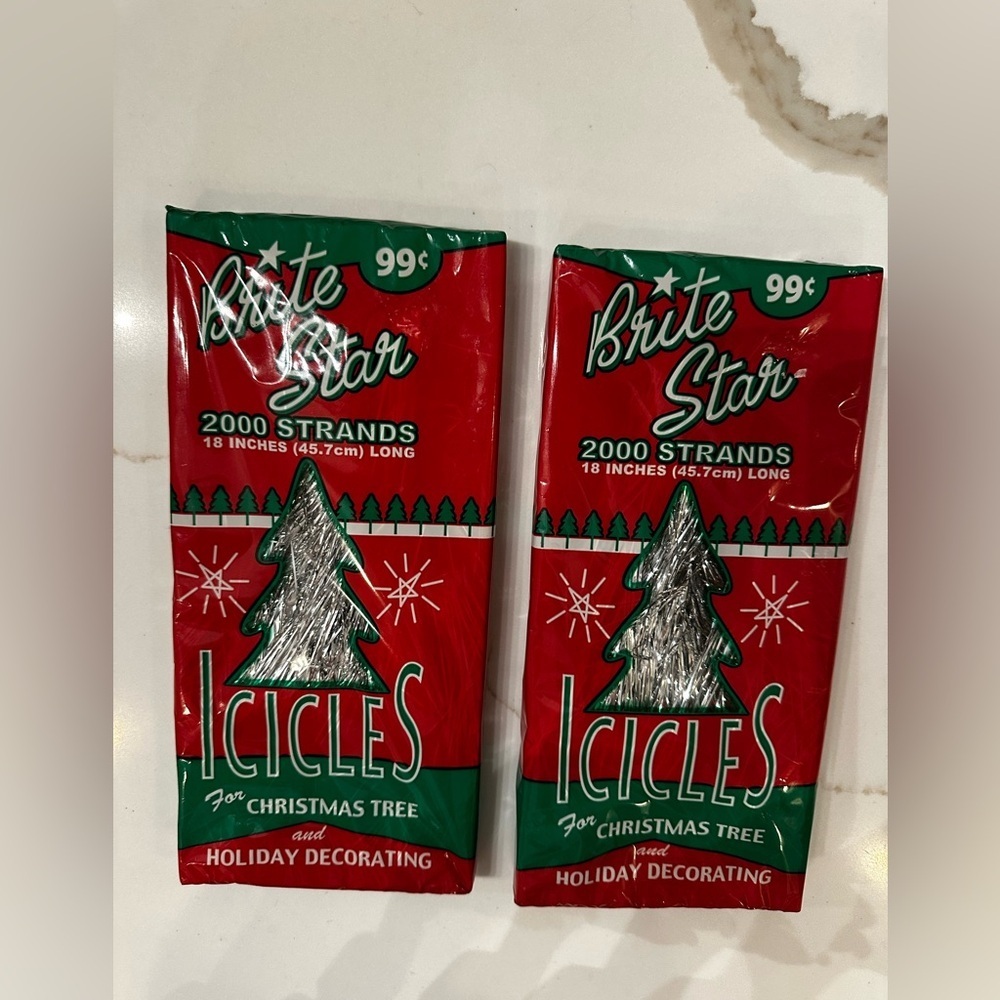 99¢
Brite
Star
2000 STRANDS
18 INCHES (45.7cm) LONG
ICICLES
For CHRISTMAS TREE
and
HOLIDAY DECORATING
99¢
Brite
Star
2000 STRANDS
18 INCHES (45.7cm) LONG
ICICLES
For CHRISTMAS TREE
and
HOLIDAY DECORATING